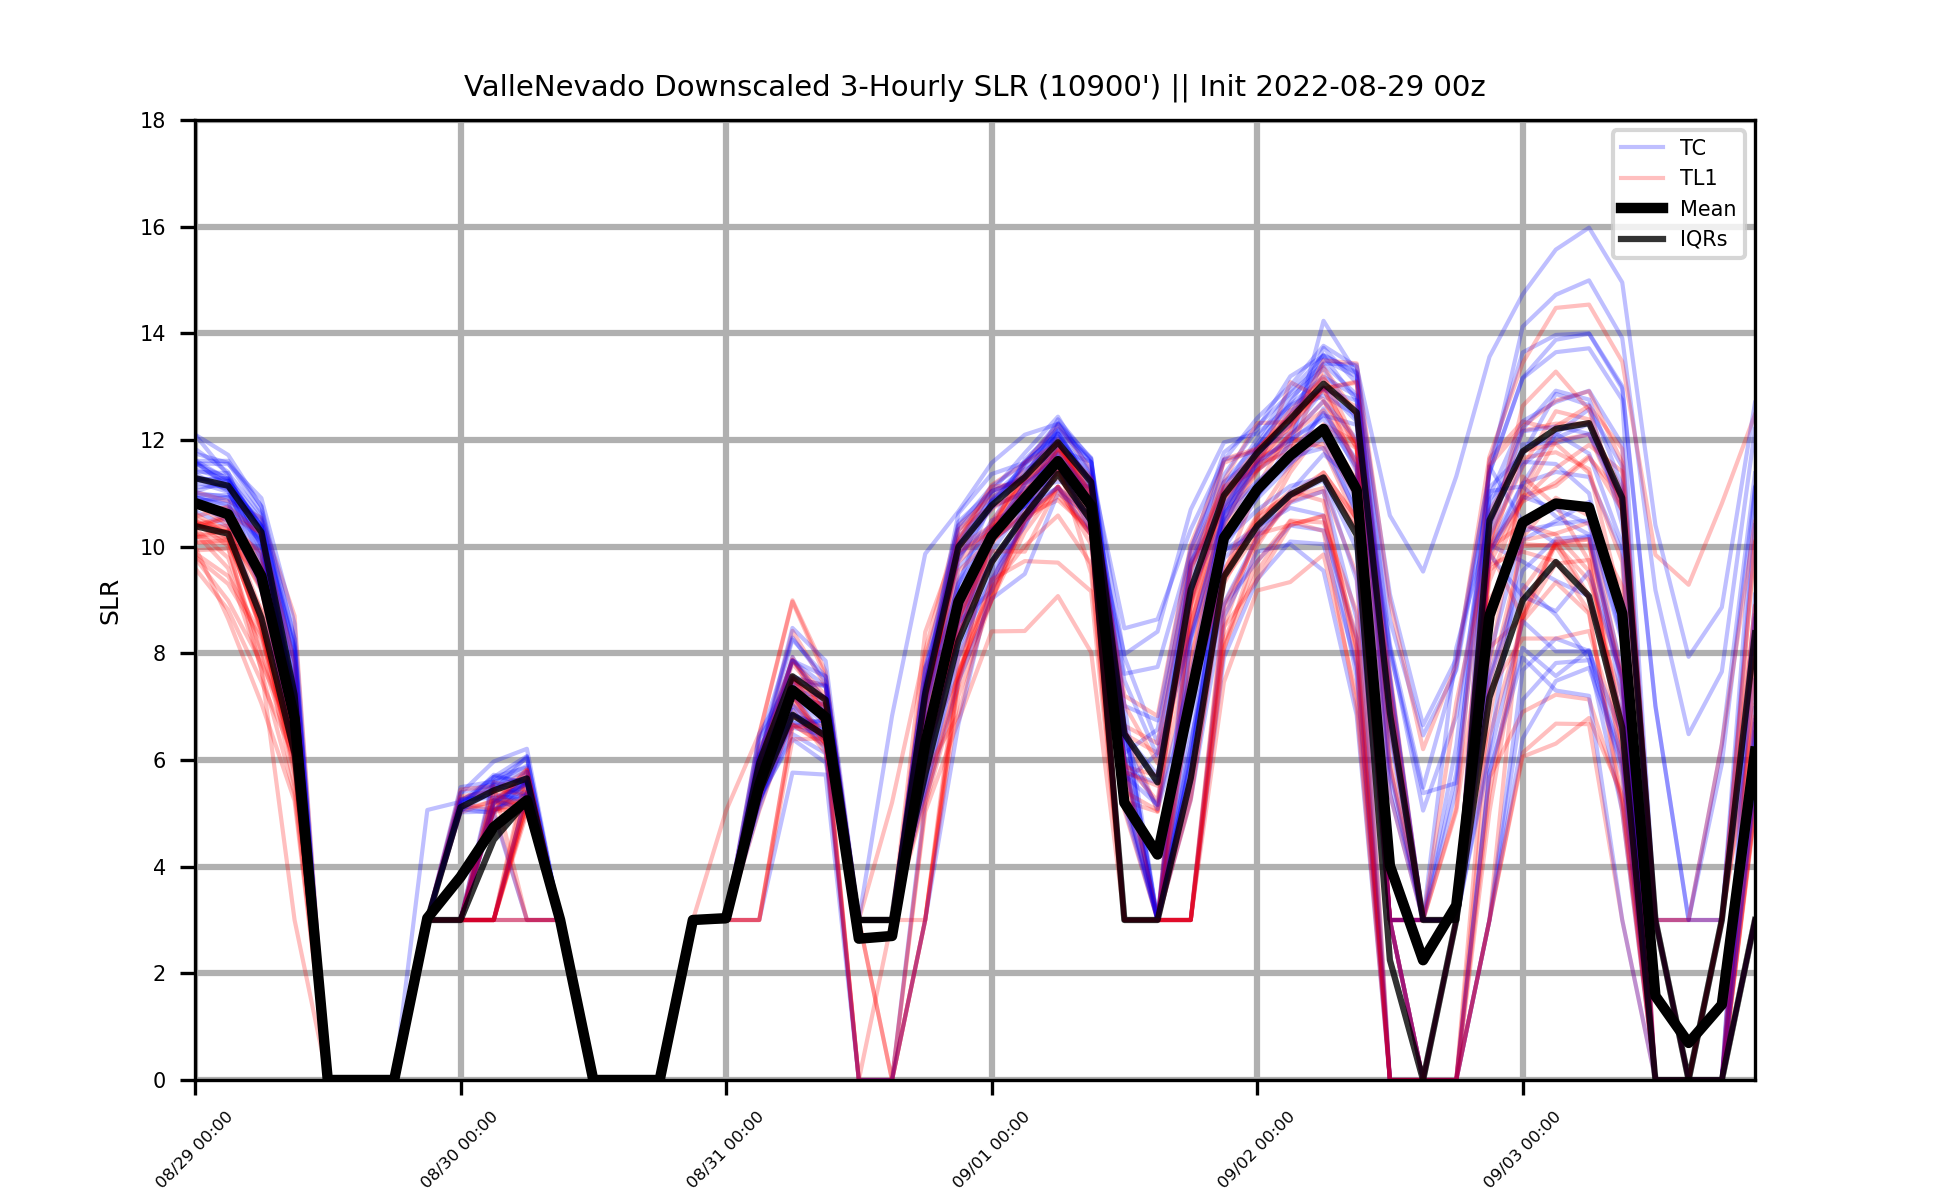 ValleNevado Downscaled 3-Hourly SLR (10900') || Init 2022-08-29 00z
TC
TL1
Mean
IQRs
SLR
18
16
14
12
10
8
6
4
2
0
08/29 00:00
08/30 00:00
08/31 00:00
09/01 00:00
09/02 00:00
09/03 00:00